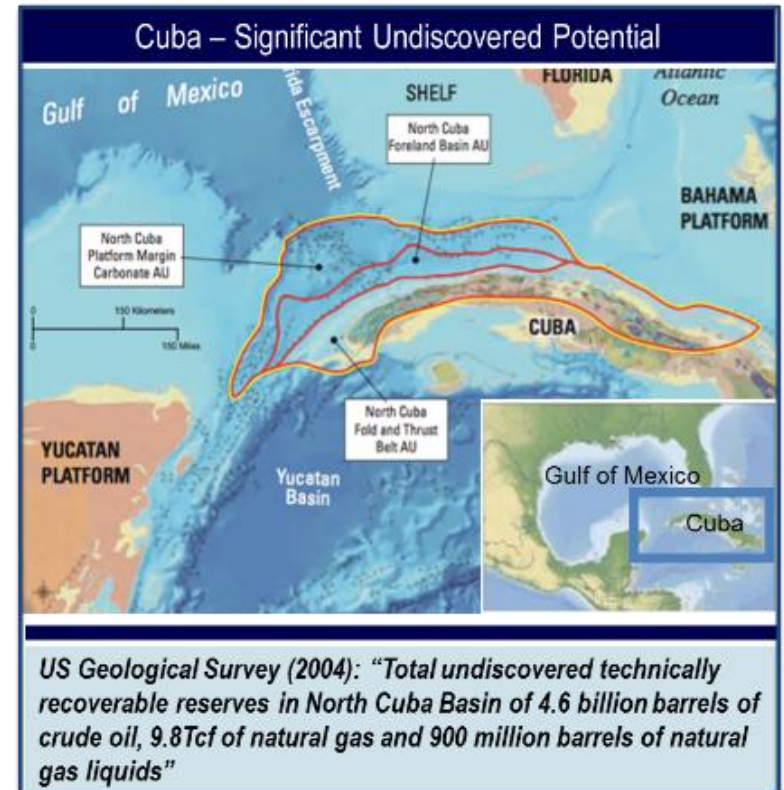 Cuba – Significant Undiscovered Potential
Gulf of Mexico
rida Escarpment
SHELF
FLORIDA
Atlantic
Ocean
North Cuba
Foreland Basin AU
BAHAMA
PLATFORM
North Cuba
Platform Margin
Carbonate AU
0 150 Kilometers
0 150 Miles
CUBA
North Cuba
Fold and Thrust
Belt AU
YUCATAN
PLATFORM
Yucatan
Basin
Gulf of Mexico
Cuba
US Geological Survey (2004): “Total undiscovered technically
recoverable reserves in North Cuba Basin of 4.6 billion barrels of
crude oil, 9.8Tcf of natural gas and 900 million barrels of natural
gas liquids”